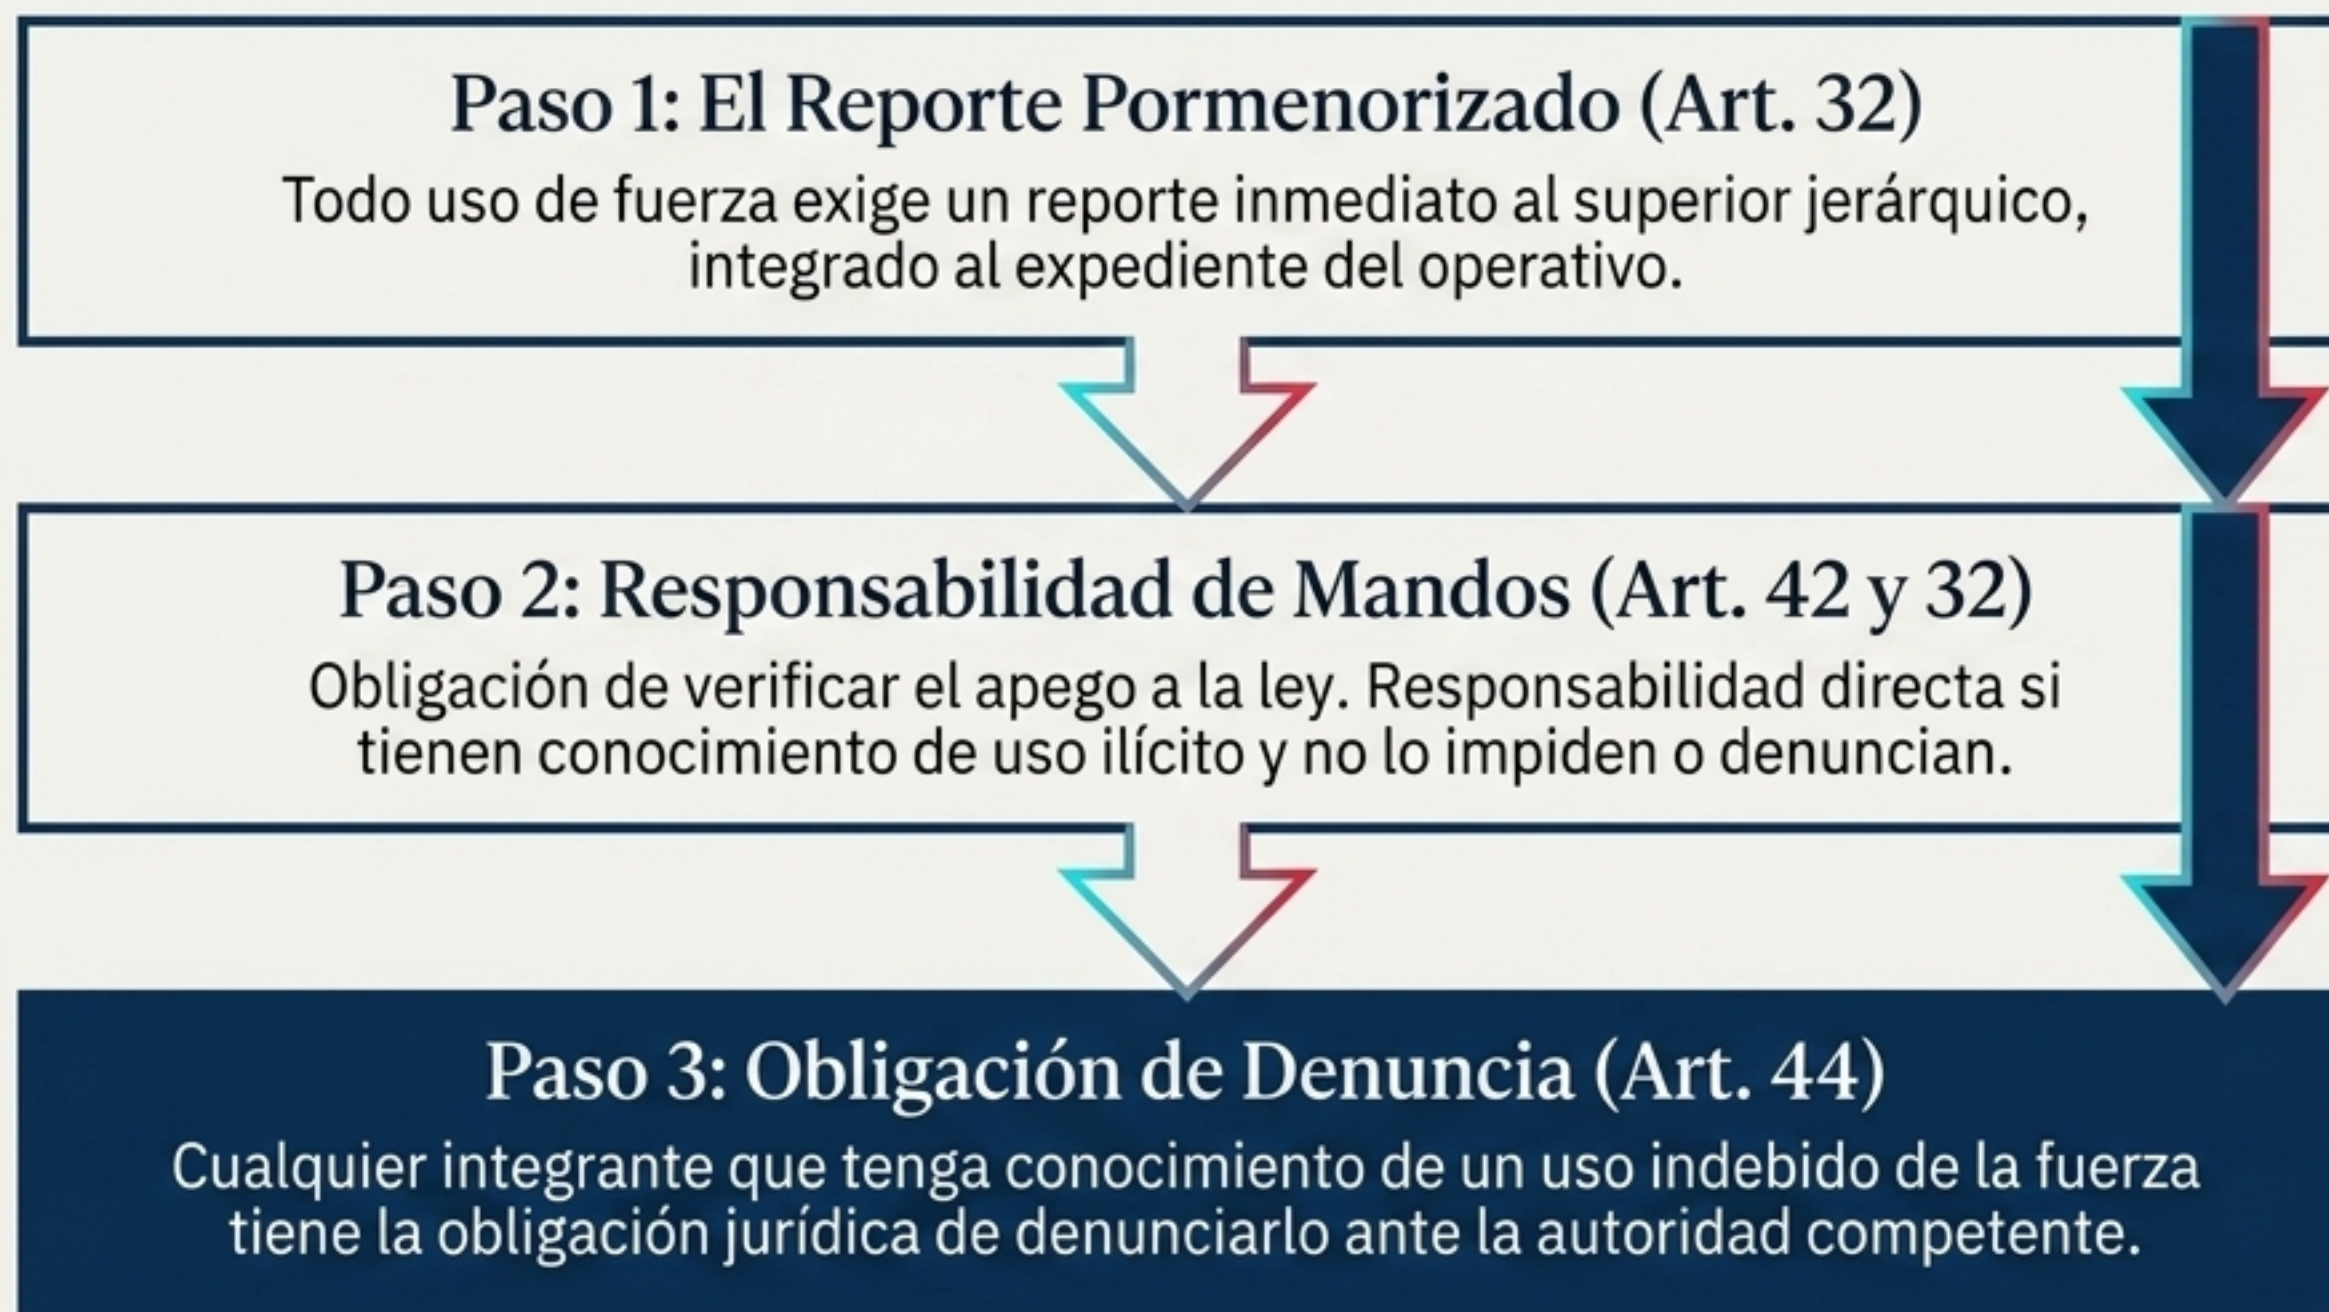 Paso 1: El Reporte Pormenorizado (Art. 32)
Todo uso de fuerza exige un reporte inmediato al superior jerárquico,
integrado al expediente del operativo.
Paso 2: Responsabilidad de Mandos (Art. 42 y 32)
Obligación de verificar el apego a la ley. Responsabilidad directa si
tienen conocimiento de uso ilícito y no lo impiden o denuncian.
Paso 3: Obligación de Denuncia (Art. 44)
Cualquier integrante que tenga conocimiento de un uso indebido de la fuerza
tiene la obligación jurídica de denunciarlo ante la autoridad competente.